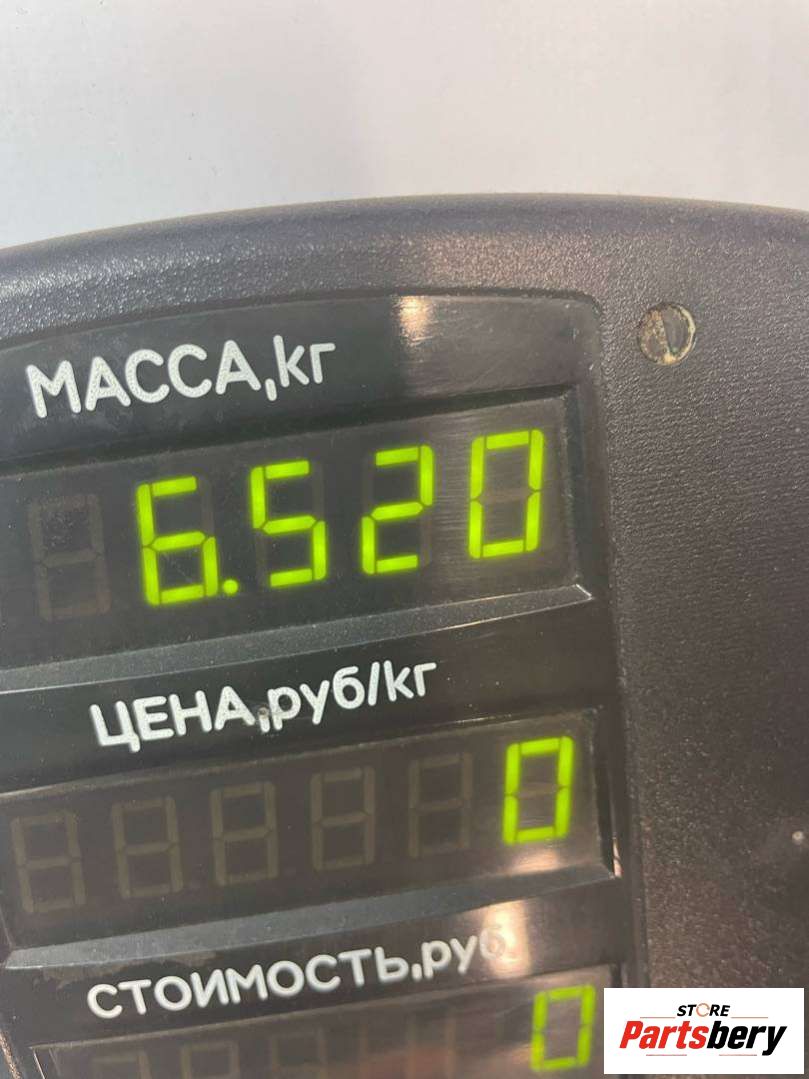 МАССА,кг
6.520
ЦЕНА,руб/кг
0
СТОИМОСТЬ,руб
0
STORE
Partsbery